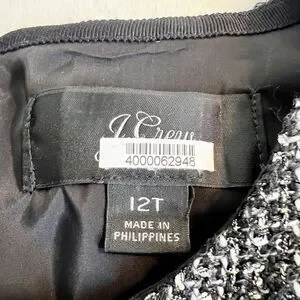 J.Crew
4000062948
12T
MADE IN
PHILIPPINES